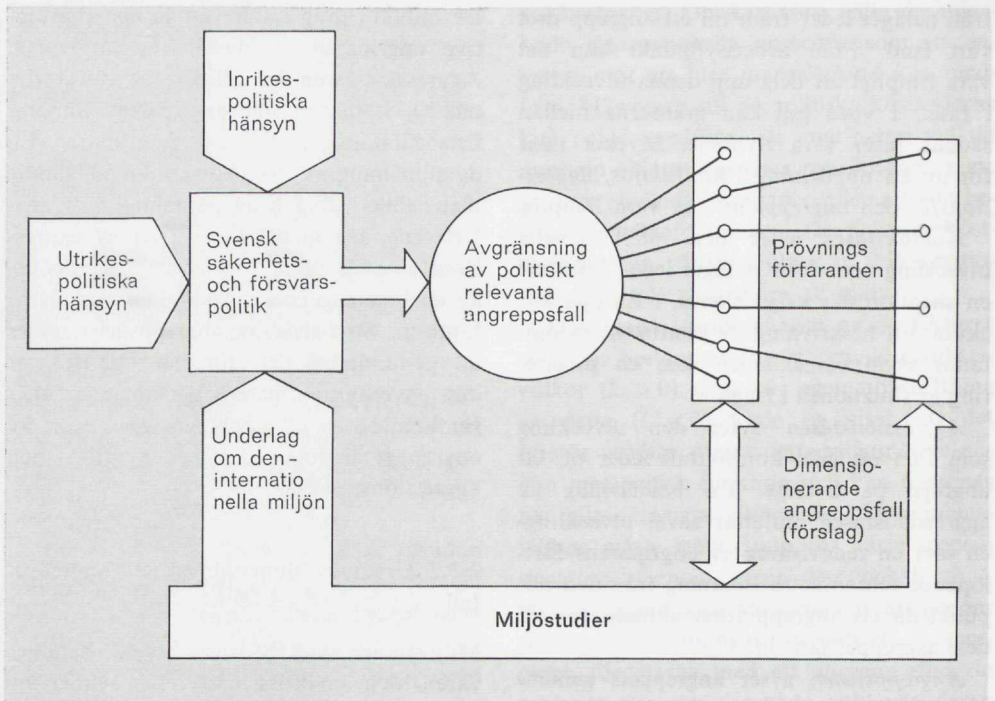 Inrikes-
politiska
hänsyn
Utrikes-
politiska
hänsyn
Svensk
säkerhets-
och försvars-
politik
Avgränsning
av politiskt
relevanta
angreppsfall
Prövnings
förfaranden
Underlag
om den -
internatio
nella miljön
Dimensio-
nerande
angreppsfall
(förslag)
Miljöstudier